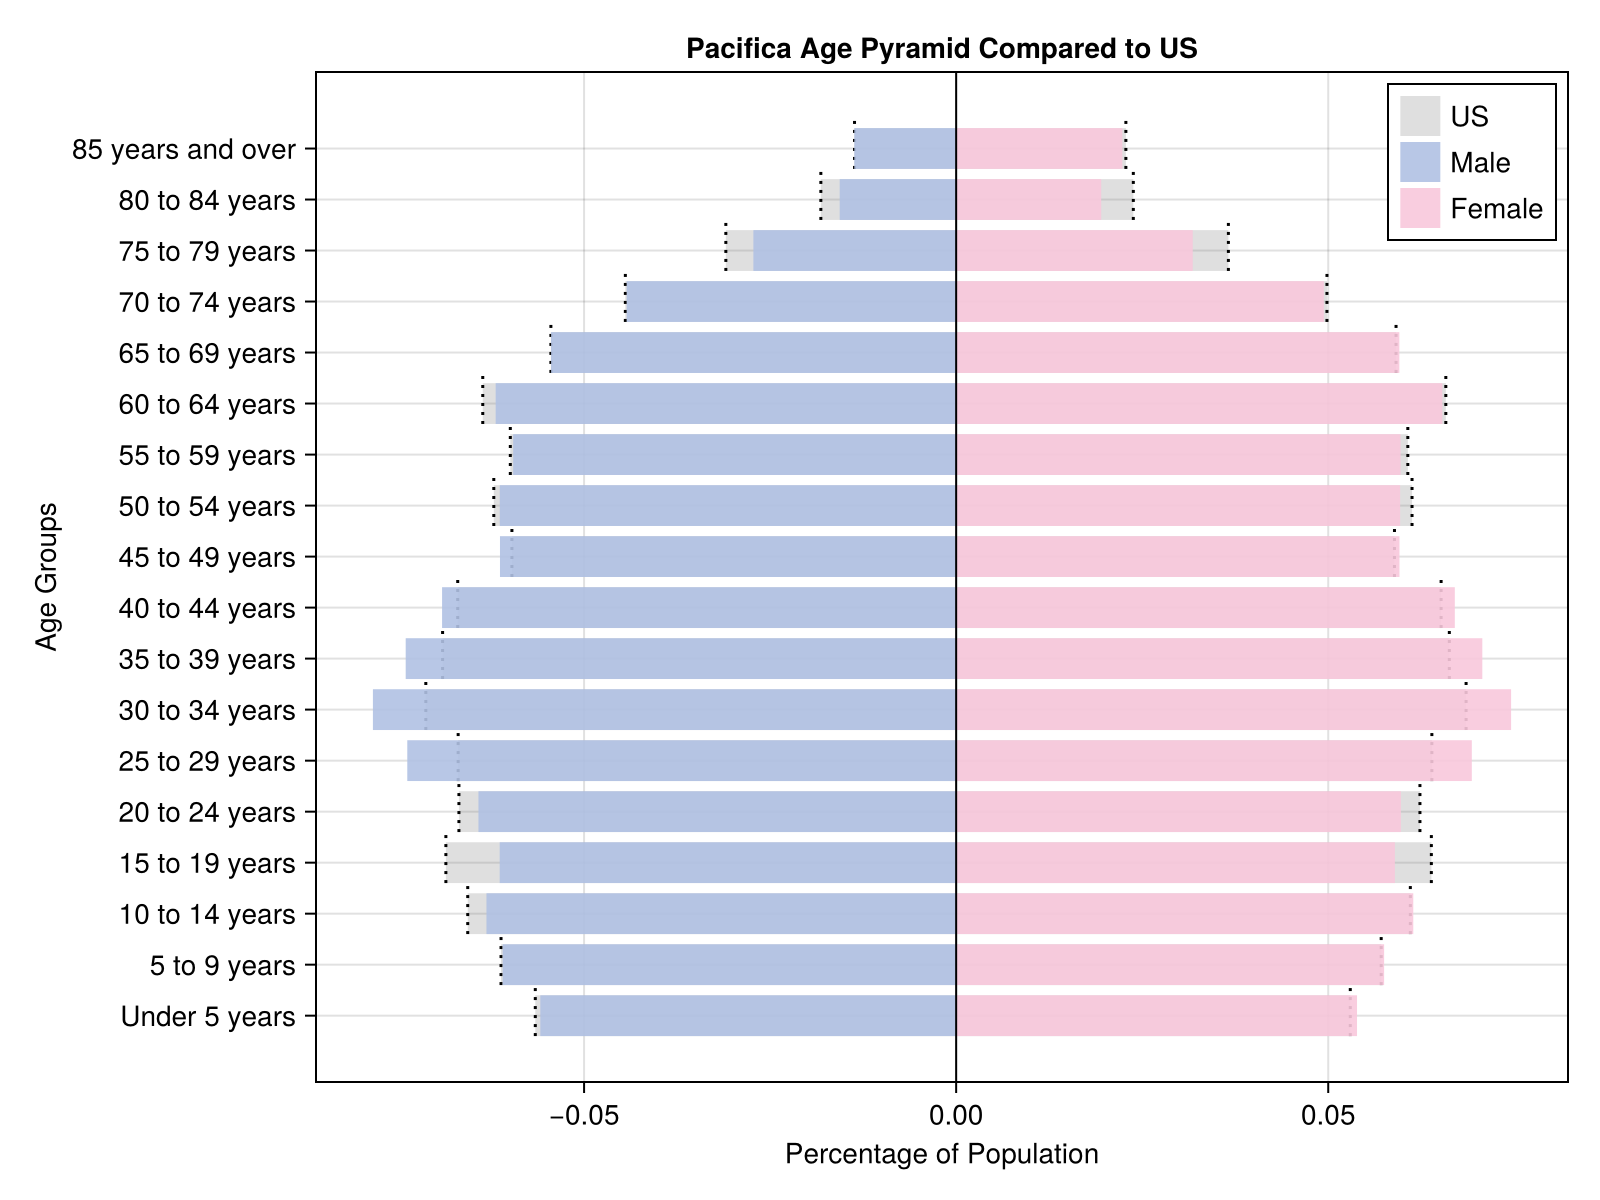 Pacifica Age Pyramid Compared to US
US
Male
Female
85 years and over
80 to 84 years
75 to 79 years
70 to 74 years
65 to 69 years
60 to 64 years
55 to 59 years
50 to 54 years
45 to 49 years
40 to 44 years
35 to 39 years
30 to 34 years
25 to 29 years
20 to 24 years
15 to 19 years
10 to 14 years
5 to 9 years
Under 5 years
Age Groups
−0.05 0.00 0.05
Percentage of Population